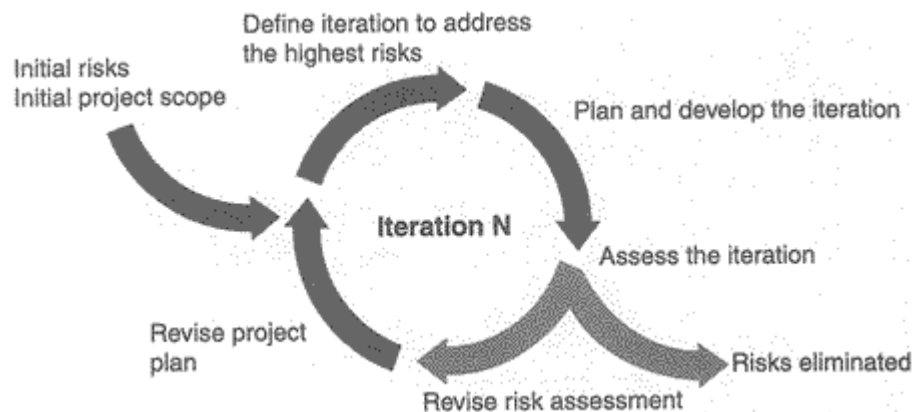 Define iteration to address
the highest risks
Initial risks
Initial project scope
Plan and develop the iteration
Iteration N
Assess the iteration
Revise project
plan
Risks eliminated
Revise risk assessment